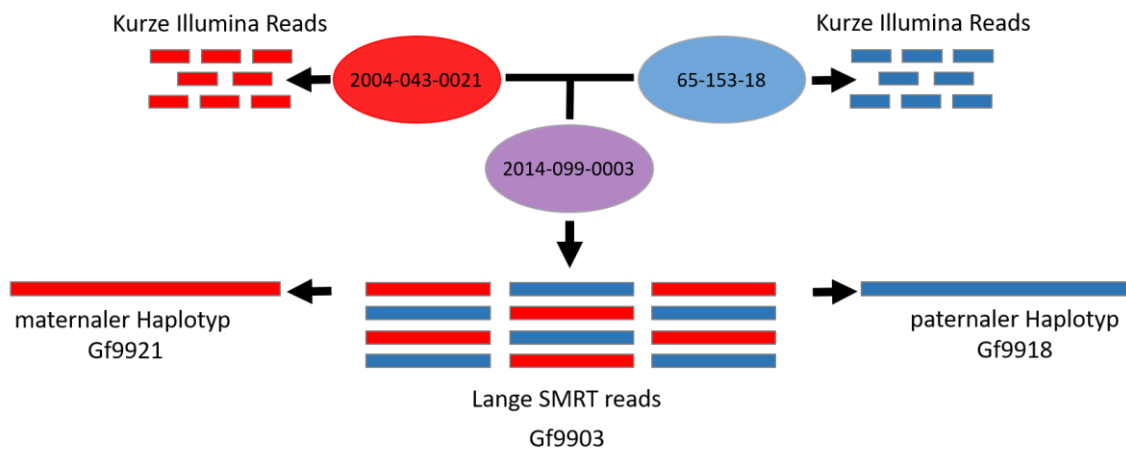 Kurze Illumina Reads
Kurze Illumina Reads
2004-043-0021
65-153-18
2014-099-0003
maternaler Haplotyp
Gf9921
paternaler Haplotyp
Gf9918
Lange SMRT reads
Gf9903